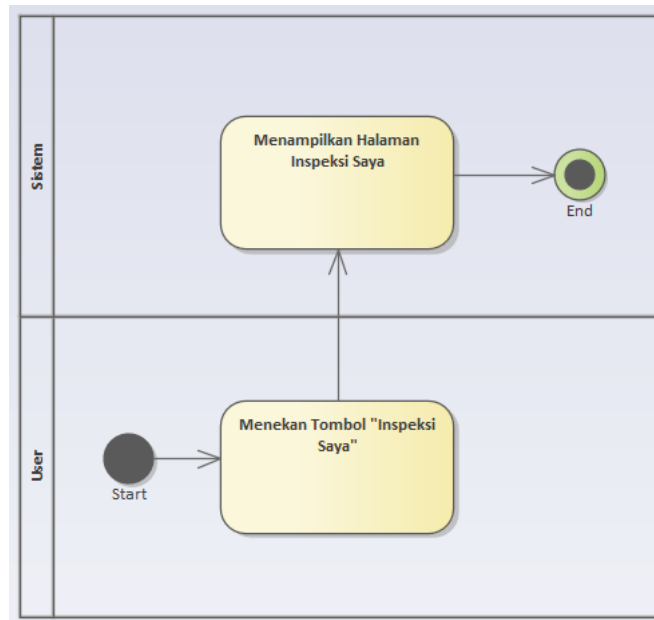 Sistem
Menampilkan Halaman
Inspeksi Saya
End
User
Start
Menekan Tombol "Inspeksi
Saya"